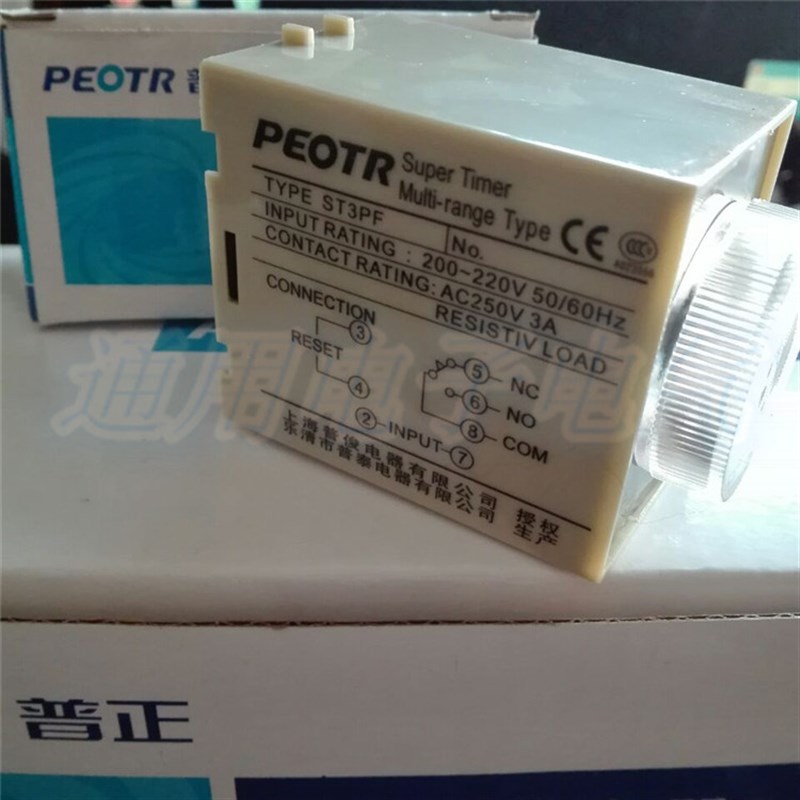 PEOTR 普
PEOTR Super Timer
Multi-range Type CE
TYPE ST3PF No.
INPUT RATING : 200~220V 50/60Hz
CONTACT RATING: AC250V 3A
RESISTIV LOAD
CONNECTION
3
RESET
4
2 INPUT 7
5 NC
6 NO
8 COM
上海普俊电器有限公司 授权
乐清市普泰电器有限公司 生产
普正